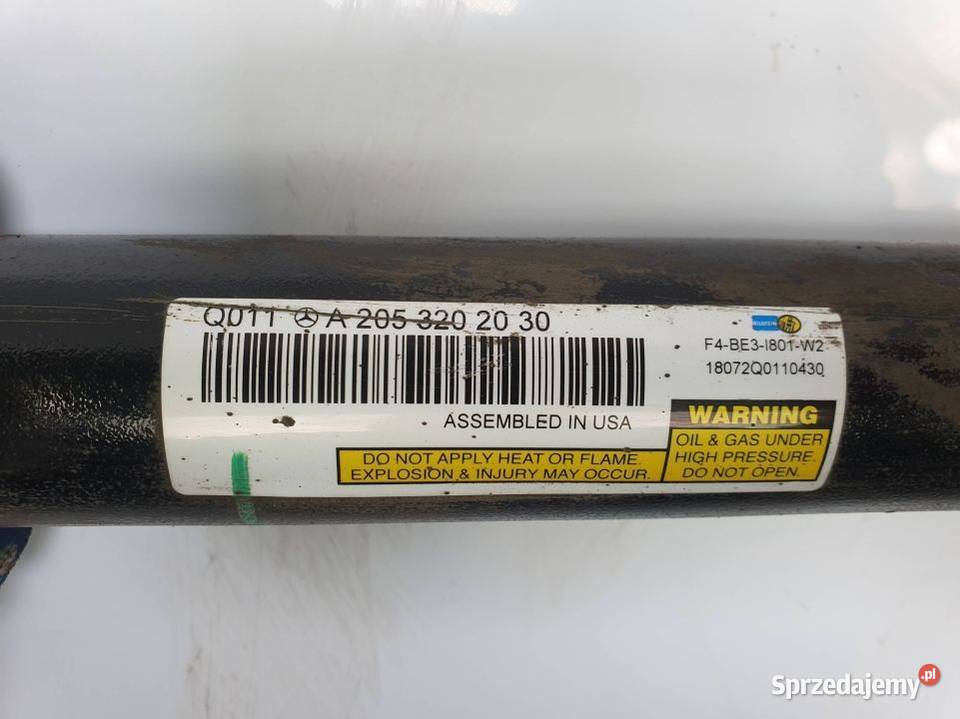 Q011 A 205 320 20 30
BILSTEIN
F4-BE3-I801-W2
18072Q0110430
ASSEMBLED IN USA
WARNING
OIL & GAS UNDER
HIGH PRESSURE.
DO NOT OPEN.
DO NOT APPLY HEAT OR FLAME.
EXPLOSION & INJURY MAY OCCUR.
Sprzedajemy.pl